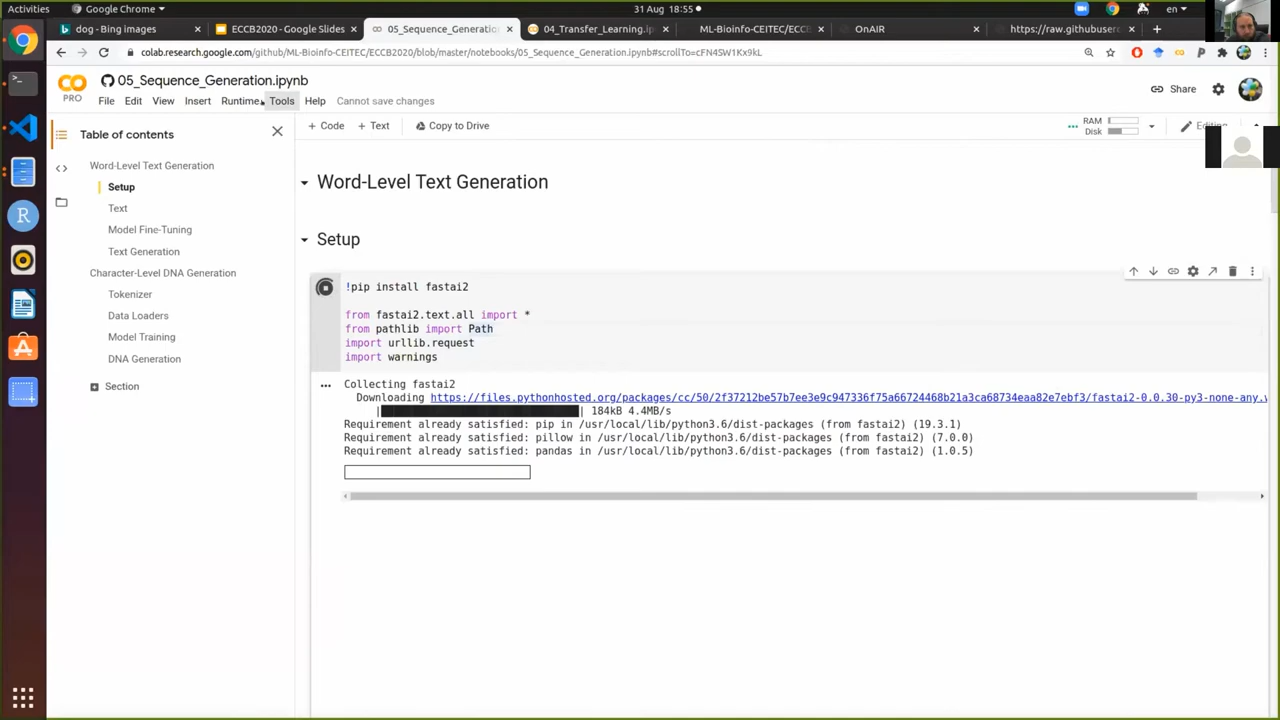 Activities
Google Chrome
31 Aug 18:55
en
dog - Bing images
ECCB2020 - Google Slides
05_Sequence_Generation
04_Transfer_Learning.ip
ML-Bioinfo-CEITEC/ECCB
OnAIR
https://raw.githubuserc
colab.research.google.com/github/ML-Bioinfo-CEITEC/ECCB2020/blob/master/notebooks/05_Sequence_Generation.ipynb#scrollTo=cFN4SW1Kx9kL
PRO
05_Sequence_Generation.ipynb
Share
File Edit View Insert Runtime Tools Help Cannot save changes
Table of contents
+ Code + Text Copy to Drive
RAM
Disk
Editing
Word-Level Text Generation
Setup
Text
Model Fine-Tuning
Text Generation
Character-Level DNA Generation
Tokenizer
Data Loaders
Model Training
DNA Generation
Section
Word-Level Text Generation
Setup
!pip install fastai2
from fastai2.text.all import *
from pathlib import Path
import urllib.request
import warnings
Collecting fastai2
Downloading https://files.pythonhosted.org/packages/cc/50/2f37212be57b7ee3e9c947336f75a66724468b21a3ca68734eaa82e7ebf3/fastai2-0.0.30-py3-none-any.w
|████████████████████████████████| 184kB 4.4MB/s
Requirement already satisfied: pip in /usr/local/lib/python3.6/dist-packages (from fastai2) (19.3.1)
Requirement already satisfied: pillow in /usr/local/lib/python3.6/dist-packages (from fastai2) (7.0.0)
Requirement already satisfied: pandas in /usr/local/lib/python3.6/dist-packages (from fastai2) (1.0.5)